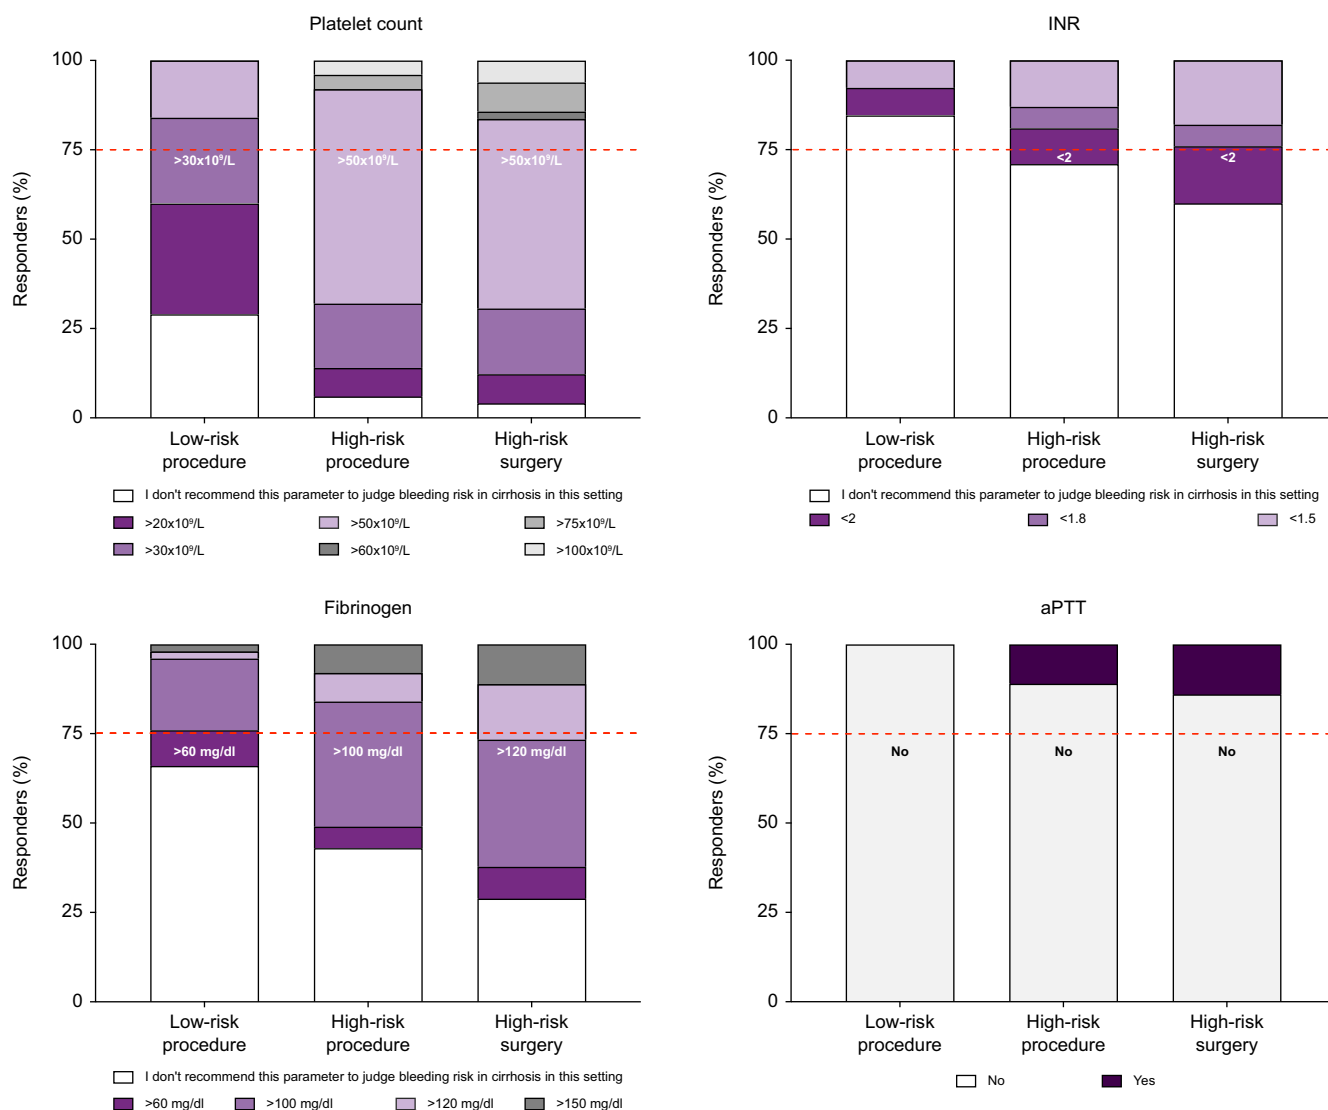 Platelet count
100
75
50
25
0
Responders (%)
>30x10⁹/L
>50x10⁹/L
>50x10⁹/L
Low-risk procedure
High-risk procedure
High-risk surgery
I don't recommend this parameter to judge bleeding risk in cirrhosis in this setting
>20x10⁹/L
>50x10⁹/L
>75x10⁹/L
>30x10⁹/L
>60x10⁹/L
>100x10⁹/L
INR
100
75
50
25
0
Responders (%)
<2
<2
Low-risk procedure
High-risk procedure
High-risk surgery
I don't recommend this parameter to judge bleeding risk in cirrhosis in this setting
<2
<1.8
<1.5
Fibrinogen
100
75
50
25
0
Responders (%)
>60 mg/dl
>100 mg/dl
>120 mg/dl
Low-risk procedure
High-risk procedure
High-risk surgery
I don't recommend this parameter to judge bleeding risk in cirrhosis in this setting
>60 mg/dl
>100 mg/dl
>120 mg/dl
>150 mg/dl
aPTT
100
75
50
25
0
Responders (%)
No
No
No
Low-risk procedure
High-risk procedure
High-risk surgery
No
Yes